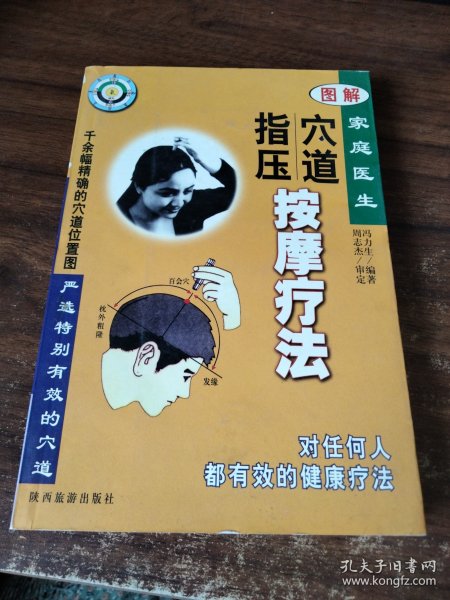 图解
家庭医生
穴道
指压
按摩疗法
冯力生/编著
周志杰/审定
千余幅精确的穴道位置图
严选特别有效的穴道
百会穴
枕外粗隆
发缘
对任何人
都有效的健康疗法
陕西旅游出版社
孔夫子旧书网
www.kongfz.com